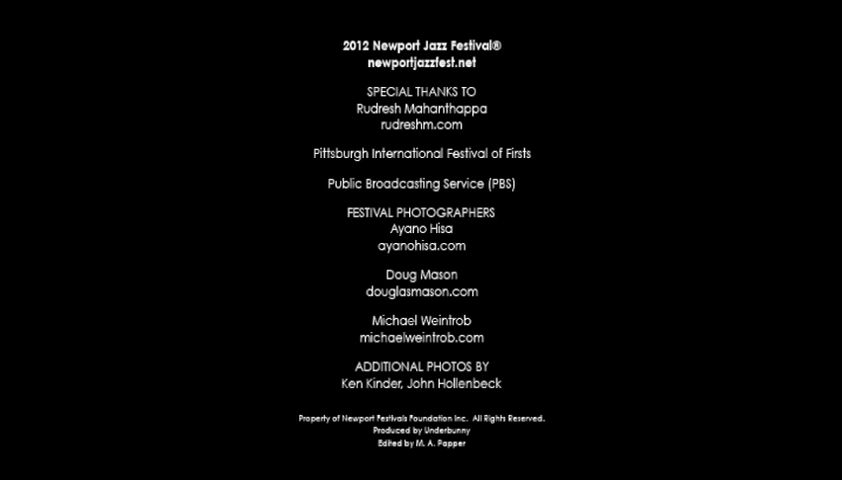 2012 Newport Jazz Festival®
newportjazzfest.net
SPECIAL THANKS TO
Rudresh Mahanthappa
rudreshm.com
Pittsburgh International Festival of Firsts
Public Broadcasting Service (PBS)
FESTIVAL PHOTOGRAPHERS
Ayano Hisa
ayanohisa.com
Doug Mason
douglasmason.com
Michael Weintrob
michaelweintrob.com
ADDITIONAL PHOTOS BY
Ken Kinder, John Hollenbeck
Property of Newport Festivals Foundation Inc. All Rights Reserved.
Produced by Underbunny
Edited by M. A. Papper